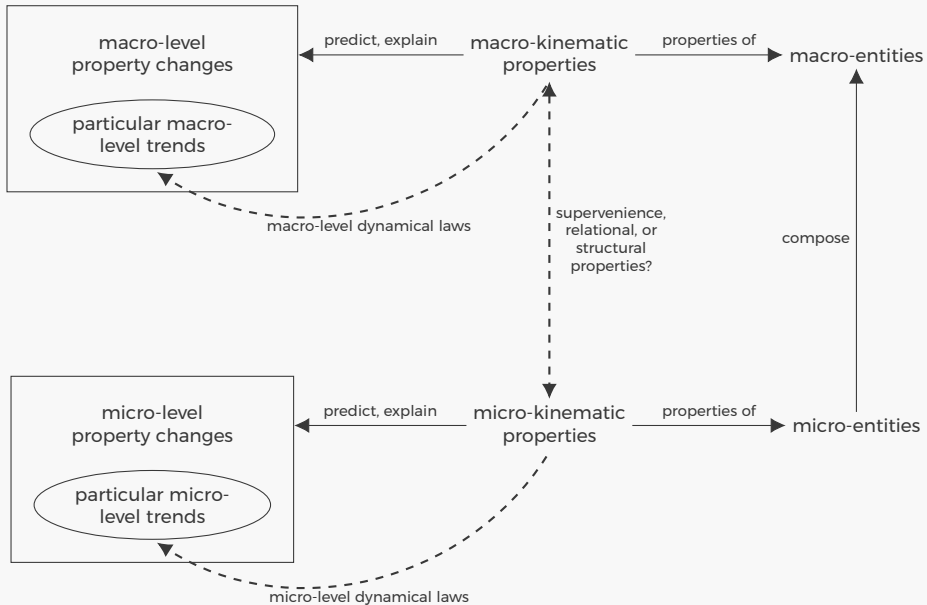 macro-level
property changes
predict, explain
macro-kinematic
properties
properties of
macro-entities
particular macro-
level trends
macro-level dynamical laws
supervenience,
relational, or
structural
properties?
compose
micro-level
property changes
predict, explain
micro-kinematic
properties
properties of
micro-entities
particular micro-
level trends
micro-level dynamical laws